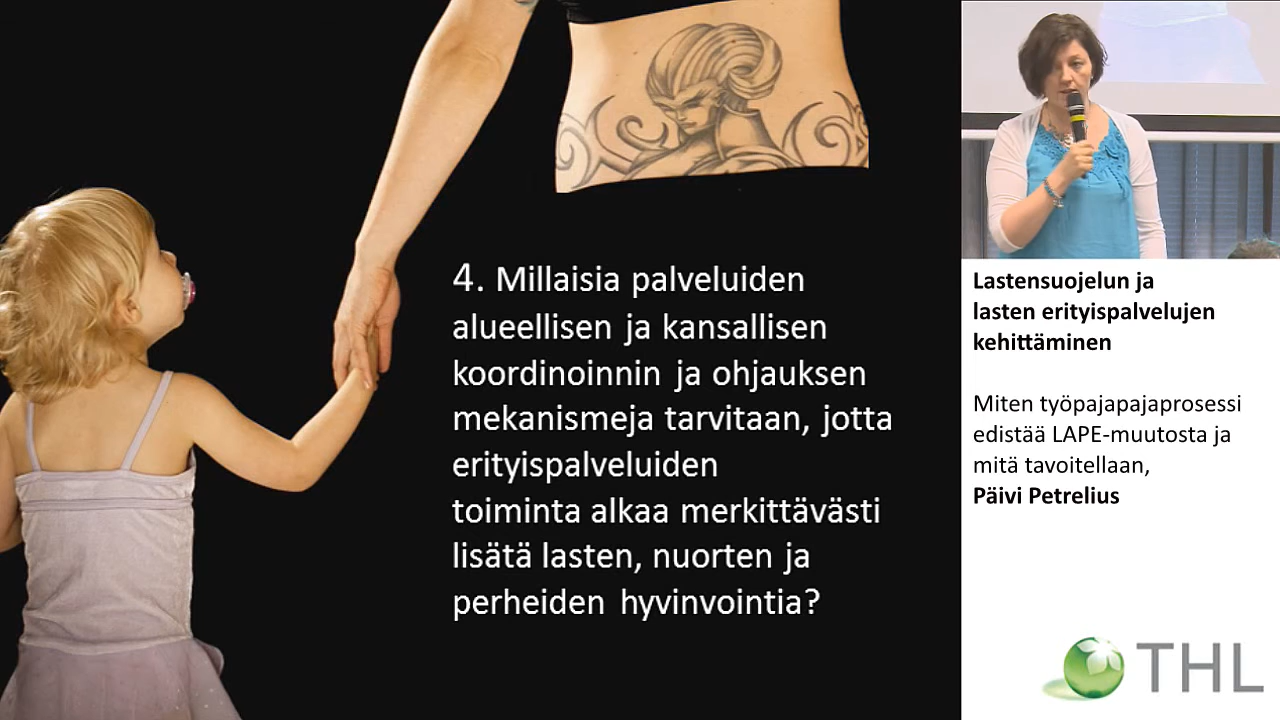 4. Millaisia palveluiden
alueellisen ja kansallisen
koordinoinnin ja ohjauksen
mekanismeja tarvitaan, jotta
erityispalveluiden
toiminta alkaa merkittävästi
lisätä lasten, nuorten ja
perheiden hyvinvointia?
Lastensuojelun ja
lasten erityispalvelujen
kehittäminen
Miten työpajapajaprosessi
edistää LAPE-muutosta ja
mitä tavoitellaan,
Päivi Petrelius
THL